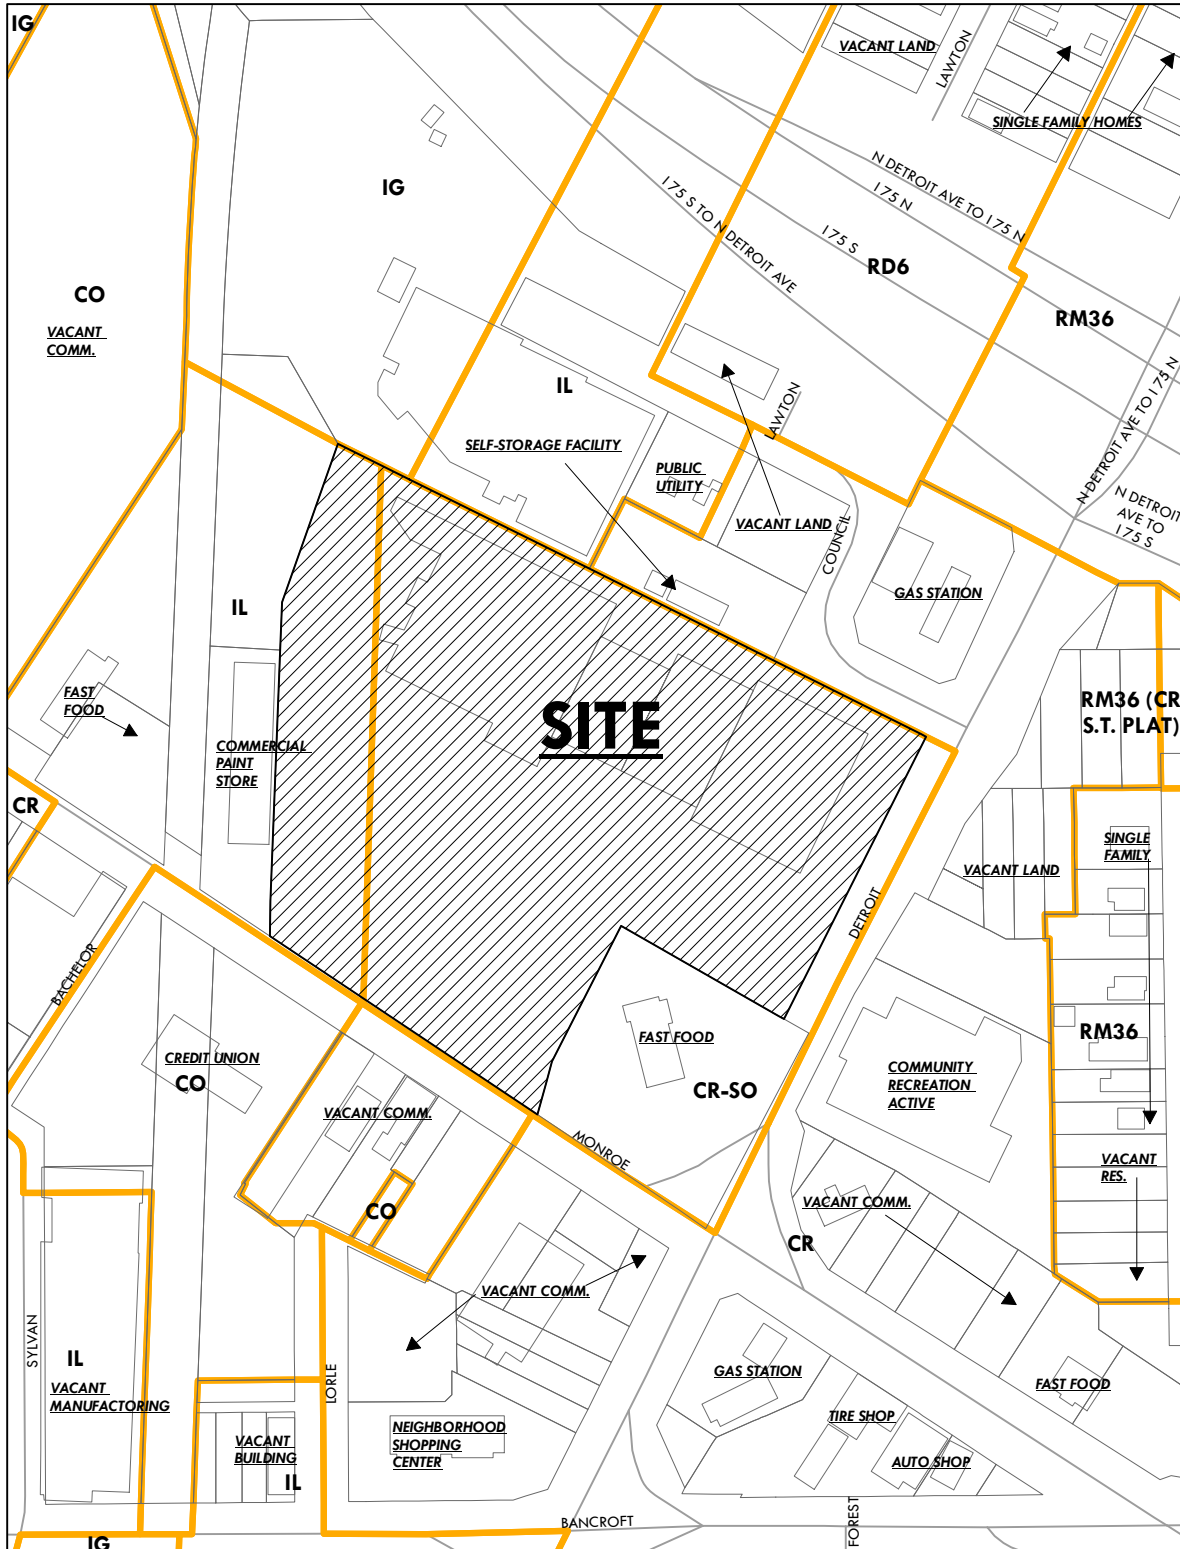 IG
VACANT LAND
LAWTON
SINGLE FAMILY HOMES
N DETROIT AVE TO I 75 N
I 75 N
I 75 S TO N DETROIT AVE
I 75 S
IG
RD6
CO
VACANT
COMM.
RM36
N DETROIT AVE TO I 75 N
IL
LAWTON
SELF-STORAGE FACILITY
PUBLIC
UTILITY
VACANT LAND
COUNCIL
N DETROIT
AVE TO
I 75 S
GAS STATION
IL
FAST
FOOD
SITE
RM36 (CR
S.T. PLAT)
COMMERCIAL
PAINT
STORE
CR
SINGLE
FAMILY
VACANT LAND
DETROIT
BACHELOR
FAST FOOD
RM36
CREDIT UNION
CO
COMMUNITY
RECREATION
ACTIVE
CR-SO
VACANT COMM.
MONROE
VACANT
RES.
VACANT COMM.
CO
CR
VACANT COMM.
SYLVAN
IL
VACANT
MANUFACTORING
LORLE
GAS STATION
FAST FOOD
NEIGHBORHOOD
SHOPPING
CENTER
TIRE SHOP
VACANT
BUILDING
AUTO SHOP
IL
FOREST
BANCROFT
IG